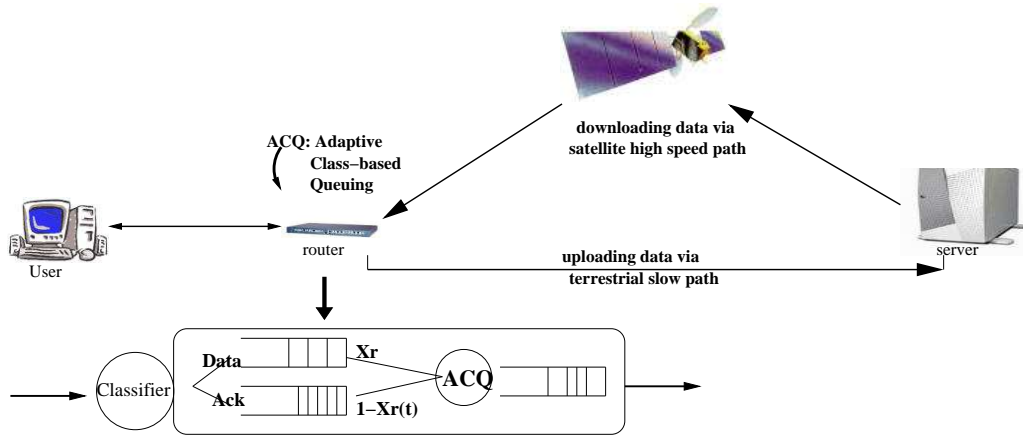 downloading data via
satellite high speed path
ACQ: Adaptive
Class−based
Queuing
User
router
server
uploading data via
terrestrial slow path
Classifier
Data
Ack
Xr
1−Xr(t)
ACQ